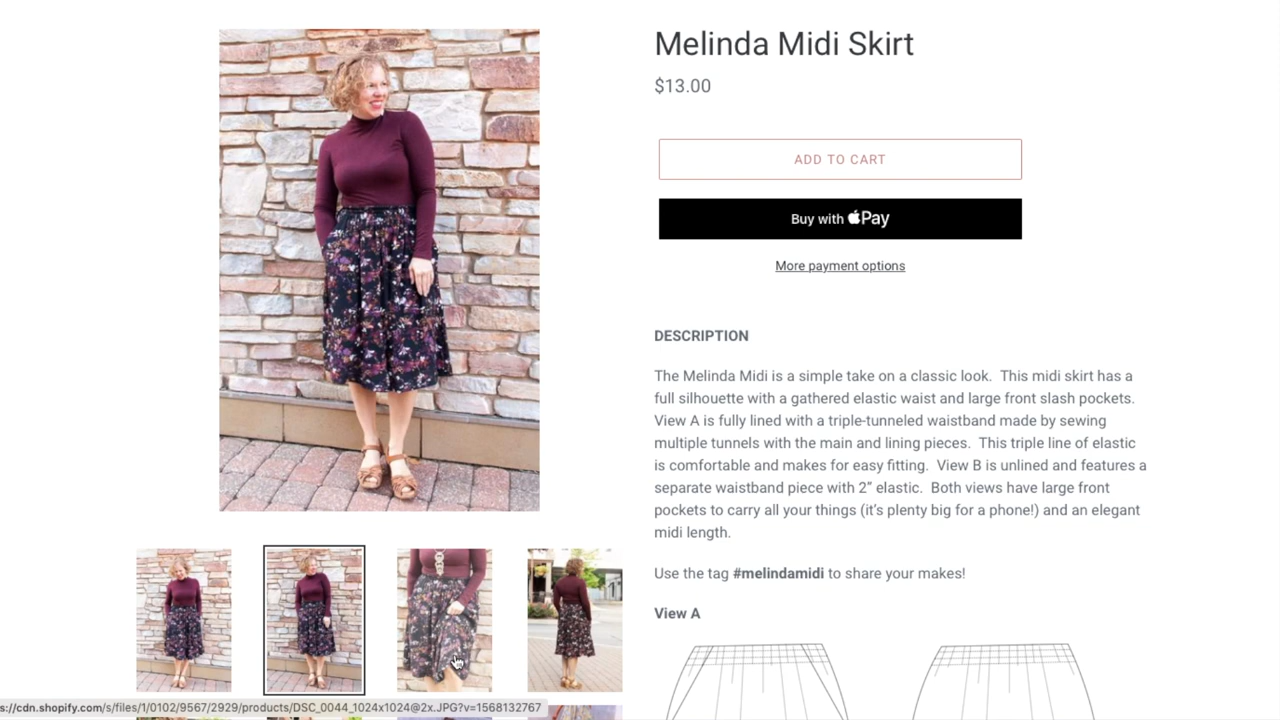 Melinda Midi Skirt
$13.00
ADD TO CART
Buy with Pay
More payment options
DESCRIPTION
The Melinda Midi is a simple take on a classic look.  This midi skirt has a
full silhouette with a gathered elastic waist and large front slash pockets.
View A is fully lined with a triple-tunneled waistband made by sewing
multiple tunnels with the main and lining pieces.  This triple line of elastic
is comfortable and makes for easy fitting.  View B is unlined and features a
separate waistband piece with 2” elastic.  Both views have large front
pockets to carry all your things (it’s plenty big for a phone!) and an elegant
midi length.
Use the tag #melindamidi to share your makes!
View A
s://cdn.shopify.com/s/files/1/0102/9567/2929/products/DSC_0044_1024x1024@2x.JPG?v=1568132767